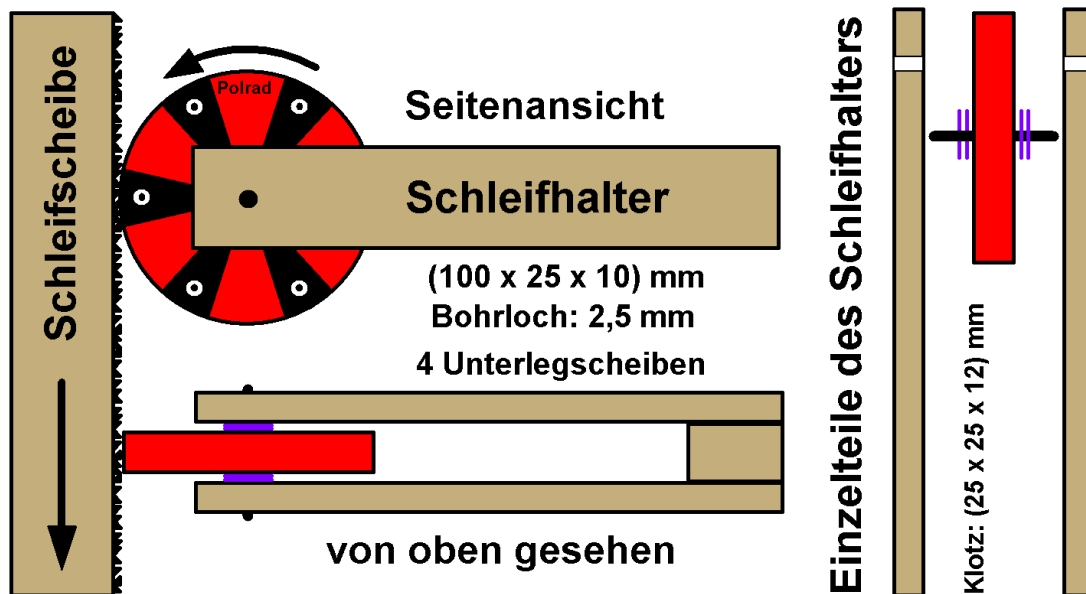 Schleifscheibe
Polrad
Seitenansicht
Schleifhalter
(100 x 25 x 10) mm
Bohrloch: 2,5 mm
4 Unterlegscheiben
von oben gesehen
Einzelteile des Schleifhalters
Klotz: (25 x 25 x 12) mm